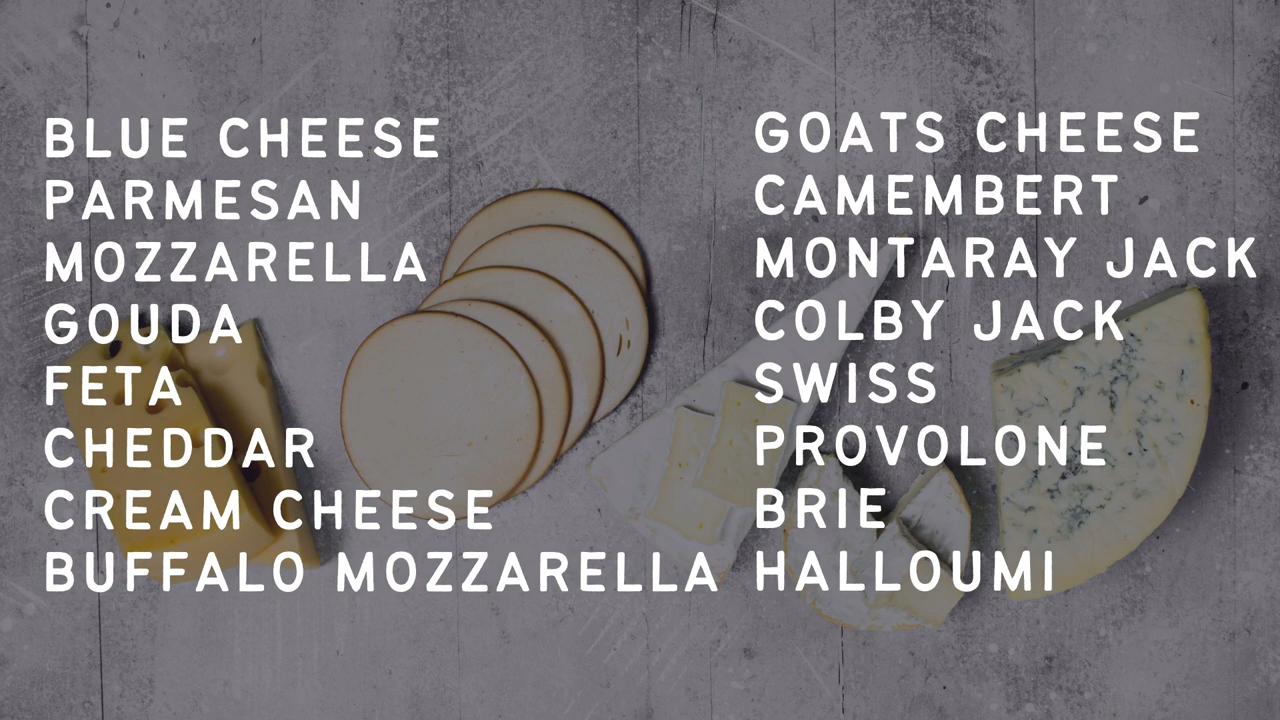 BLUE CHEESE
PARMESAN
MOZZARELLA
GOUDA
FETA
CHEDDAR
CREAM CHEESE
BUFFALO MOZZARELLA
GOATS CHEESE
CAMEMBERT
MONTARAY JACK
COLBY JACK
SWISS
PROVOLONE
BRIE
HALLOUMI